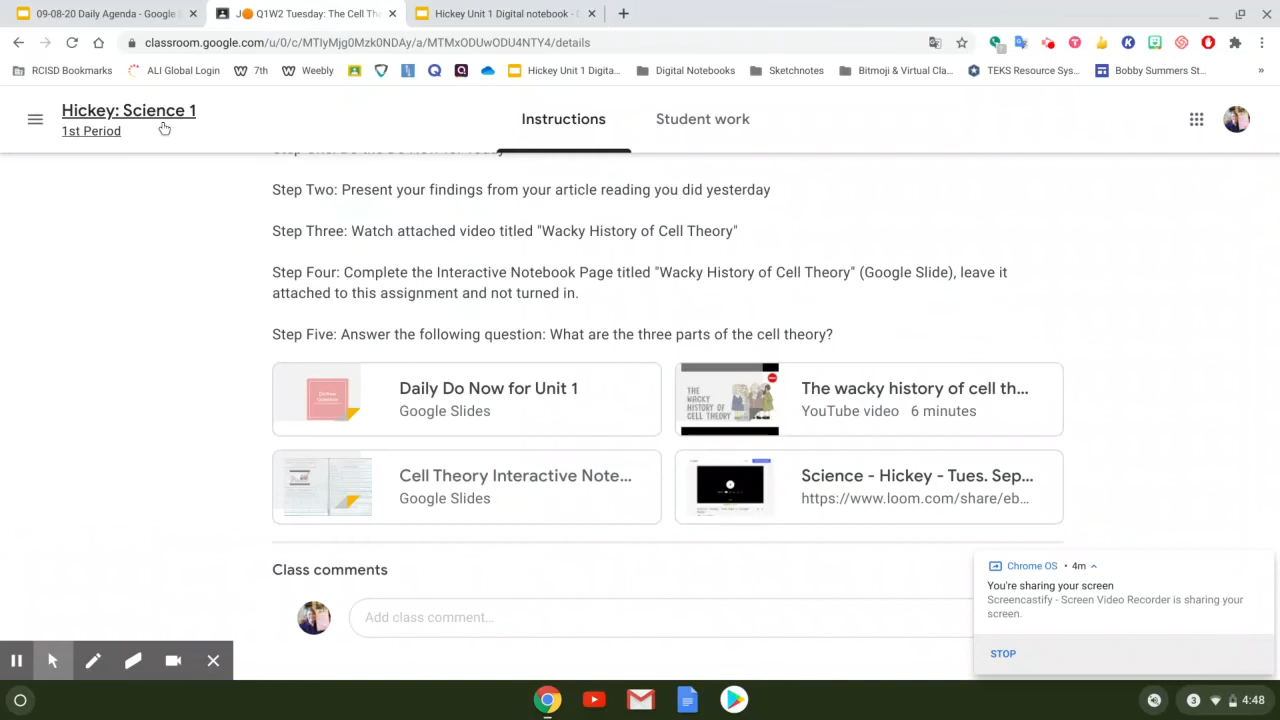 09-08-20 Daily Agenda - Google
J Q1W2 Tuesday: The Cell Th
Hickey Unit 1 Digital notebook -
classroom.google.com/u/0/c/MTIyMjg0Mzk0NDAy/a/MTMxODUwODU4NTY4/details
RCISD Bookmarks
ALI Global Login
7th
Weebly
Hickey Unit 1 Digita...
Digital Notebooks
Sketchnotes
Bitmoji & Virtual Cla...
TEKS Resource Sys...
Bobby Summers St...
»
Hickey: Science 1
1st Period
Instructions
Student work
Step Two: Present your findings from your article reading you did yesterday
Step Three: Watch attached video titled "Wacky History of Cell Theory"
Step Four: Complete the Interactive Notebook Page titled "Wacky History of Cell Theory" (Google Slide), leave it
attached to this assignment and not turned in.
Step Five: Answer the following question: What are the three parts of the cell theory?
Daily Do Now for Unit 1
Google Slides
THE
WACKY
HISTORY OF
CELL THEORY
The wacky history of cell th...
YouTube video 6 minutes
Cell Theory Interactive Note...
Google Slides
Science - Hickey - Tues. Sep...
https://www.loom.com/share/eb...
Class comments
Add class comment...
Chrome OS • 4m
You're sharing your screen
Screencastify - Screen Video Recorder is sharing your
screen.
STOP
3
4:48